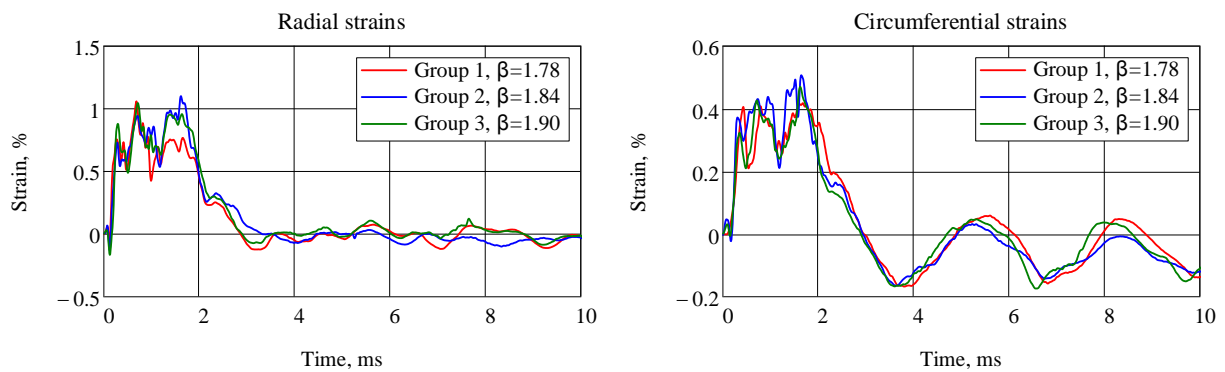 Radial strains
1.5
1
0.5
0
−0.5
0 2 4 6 8 10
Strain, %
Time, ms
Group 1, β=1.78
Group 2, β=1.84
Group 3, β=1.90
Circumferential strains
0.6
0.4
0.2
0
−0.2
0 2 4 6 8 10
Strain, %
Time, ms
Group 1, β=1.78
Group 2, β=1.84
Group 3, β=1.90